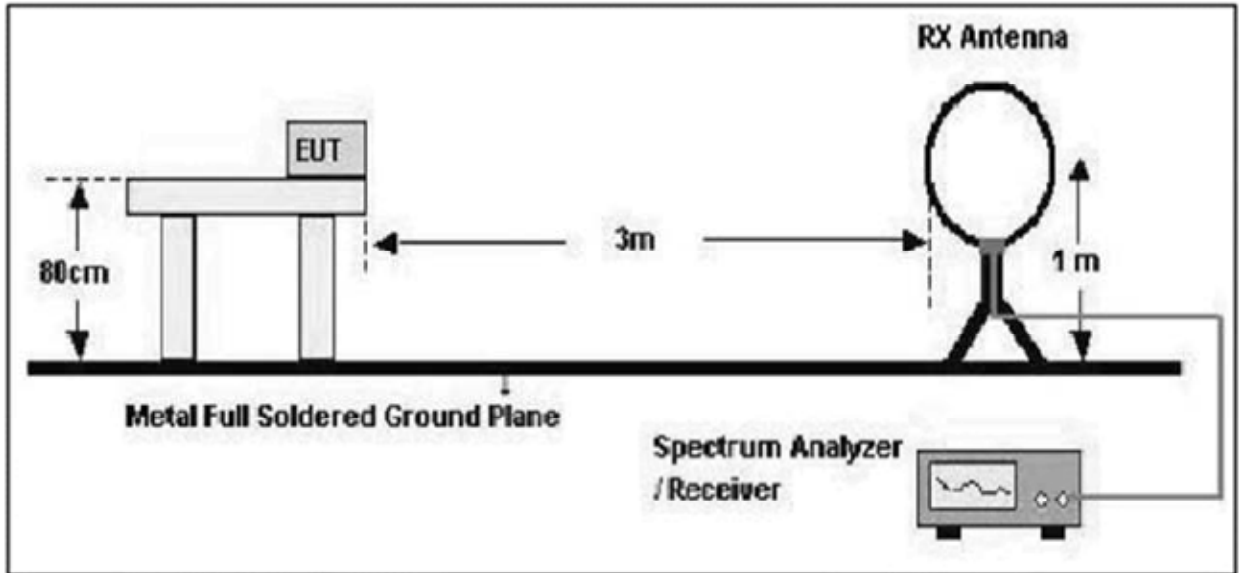 RX Antenna
EUT
3m
80cm
1 m
Metal Full Soldered Ground Plane
Spectrum Analyzer
/ Receiver